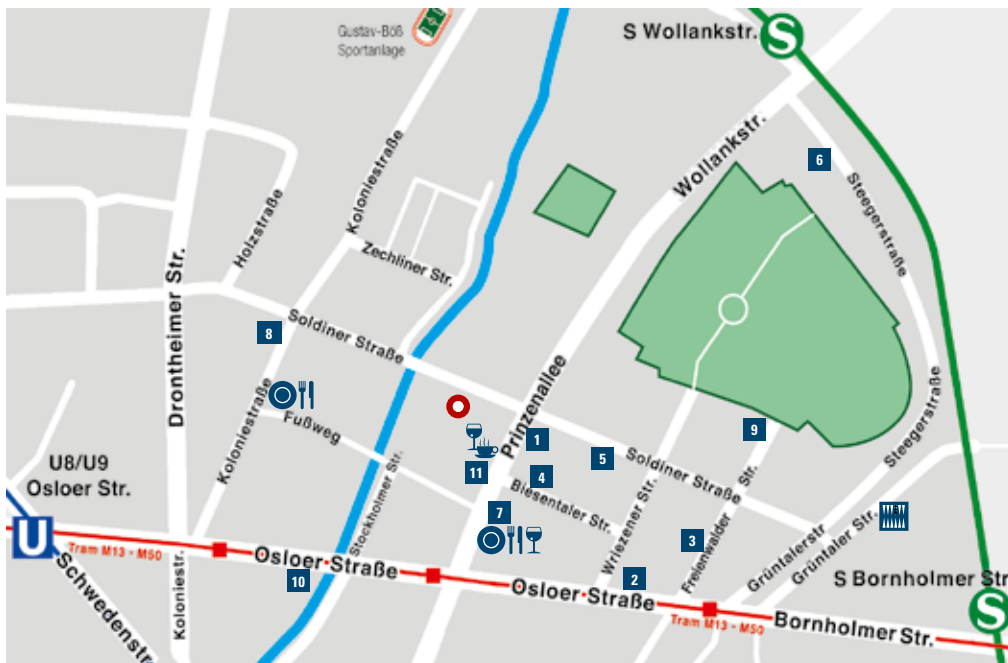 Gustav-Böß
Sportanlage
S Wollankstr.
S
Koloniestraße
Wollankstr.
6
Steegerstraße
Holzstraße
Zechliner Str.
Drontheimer Str.
8
Soldiner Straße
Prinzenallee
Koloniestraße
Fußweg
1
9
Steegerstraße
5
Soldiner Straße
11
4
Biesentaler Str.
U8/U9
Osloer Str.
Stockholmer Str.
7
Wriezener Str.
3
Freienwalder Str.
Grüntalerstr
Grüntaler Str.
U
Tram M13 - M50
Osloer Straße
10
2
S Bornholmer Str
S
Schwedenstr.
Koloniestr.
Osloer Straße
Tram M13 - M50
Bornholmer Str.